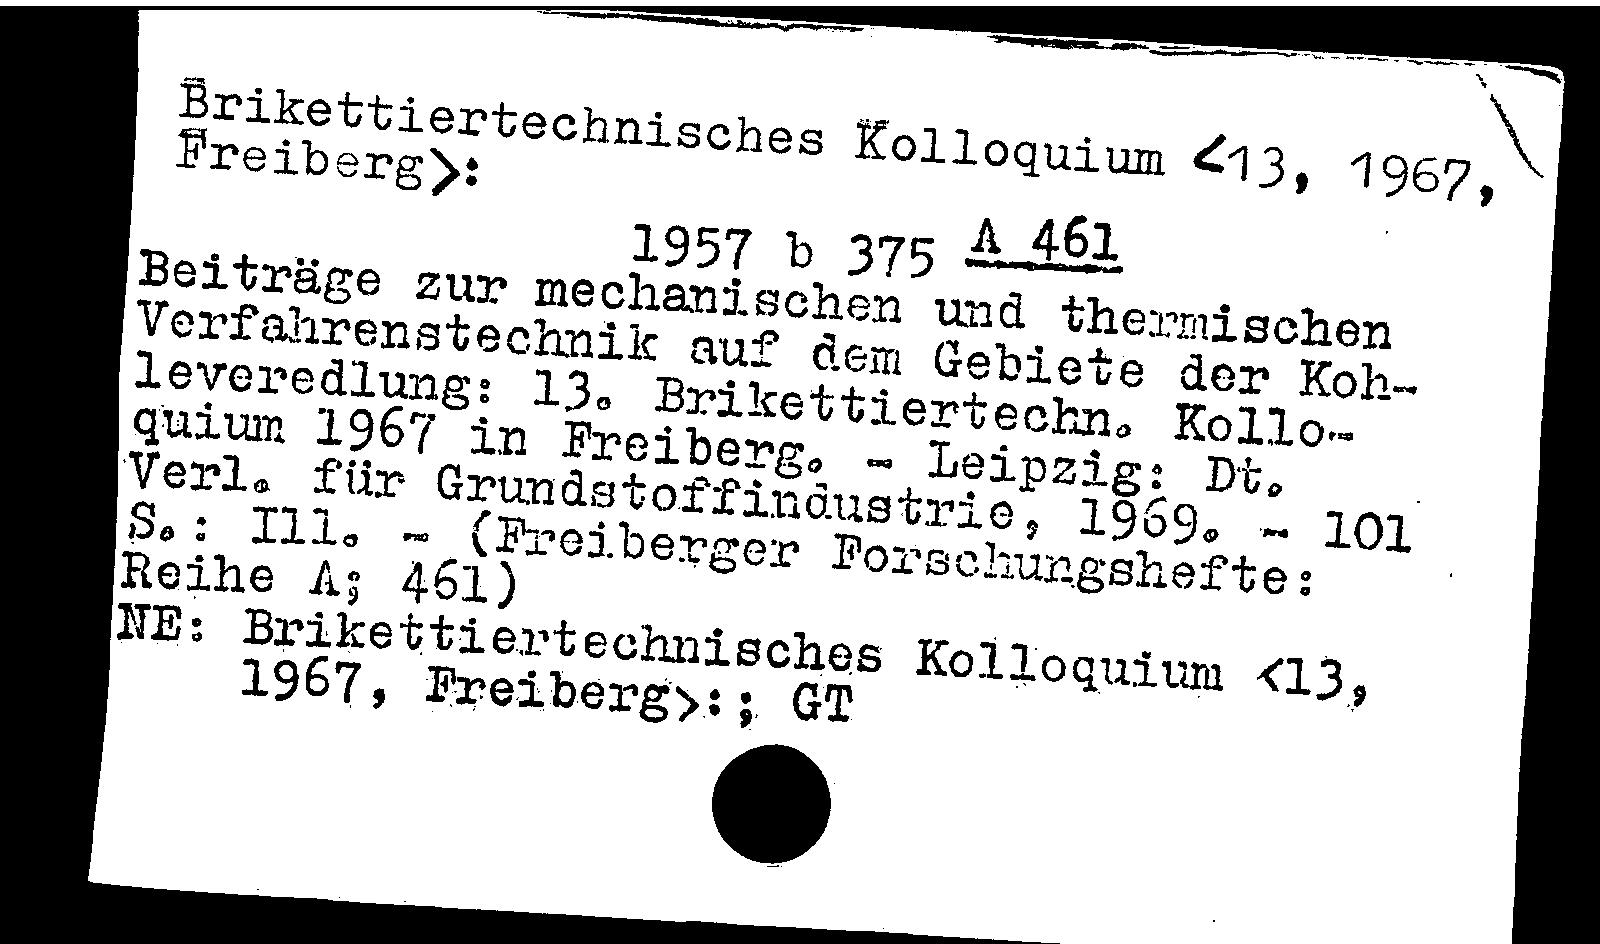 Brikettiertechnisches Kolloquium <13, 1967,
Freiberg>:
1957 b 375 A 461
Beiträge zur mechanischen und thermischen
Verfahrenstechnik auf dem Gebiete der Koh-
leveredlung: 13. Brikettiertechn. Kollo-
quium 1967 in Freiberg. - Leipzig: Dt.
Verl. für Grundstoffindustrie, 1969. - 101
S.: Ill. - (Freiberger Forschungshefte:
Reihe A; 461)
NE: Brikettiertechnisches Kolloquium <13,
1967, Freiberg>:; GT